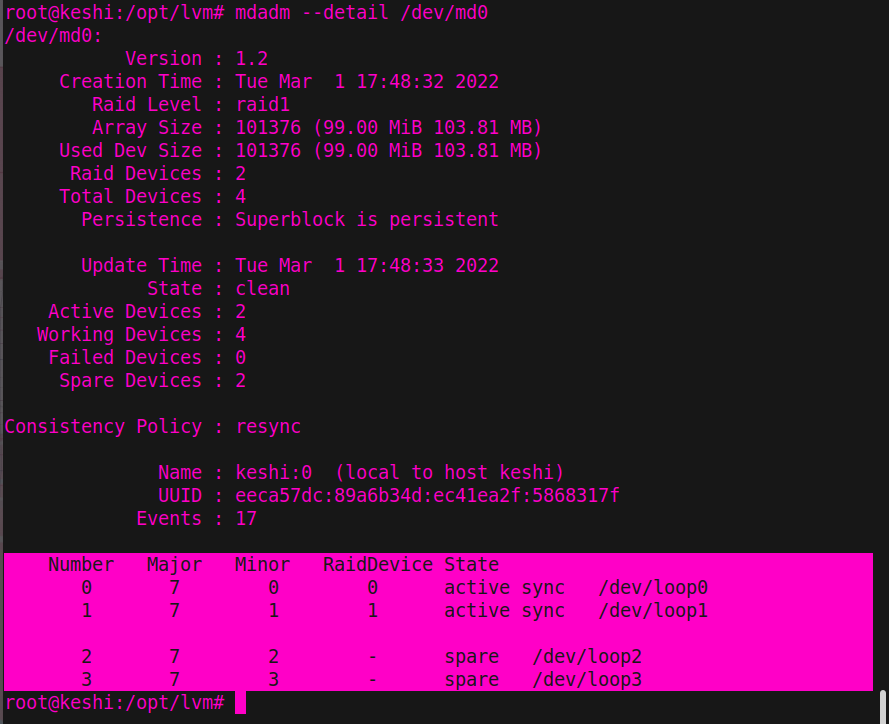 root@keshi:/opt/lvm# mdadm --detail /dev/md0
/dev/md0:
           Version : 1.2
     Creation Time : Tue Mar  1 17:48:32 2022
        Raid Level : raid1
        Array Size : 101376 (99.00 MiB 103.81 MB)
     Used Dev Size : 101376 (99.00 MiB 103.81 MB)
      Raid Devices : 2
     Total Devices : 4
       Persistence : Superblock is persistent

       Update Time : Tue Mar  1 17:48:33 2022
             State : clean
    Active Devices : 2
   Working Devices : 4
    Failed Devices : 0
     Spare Devices : 2

Consistency Policy : resync

              Name : keshi:0  (local to host keshi)
              UUID : eeca57dc:89a6b34d:ec41ea2f:5868317f
            Events : 17

    Number   Major   Minor   RaidDevice State
       0       7        0        0      active sync   /dev/loop0
       1       7        1        1      active sync   /dev/loop1

       2       7        2        -      spare   /dev/loop2
       3       7        3        -      spare   /dev/loop3
root@keshi:/opt/lvm#